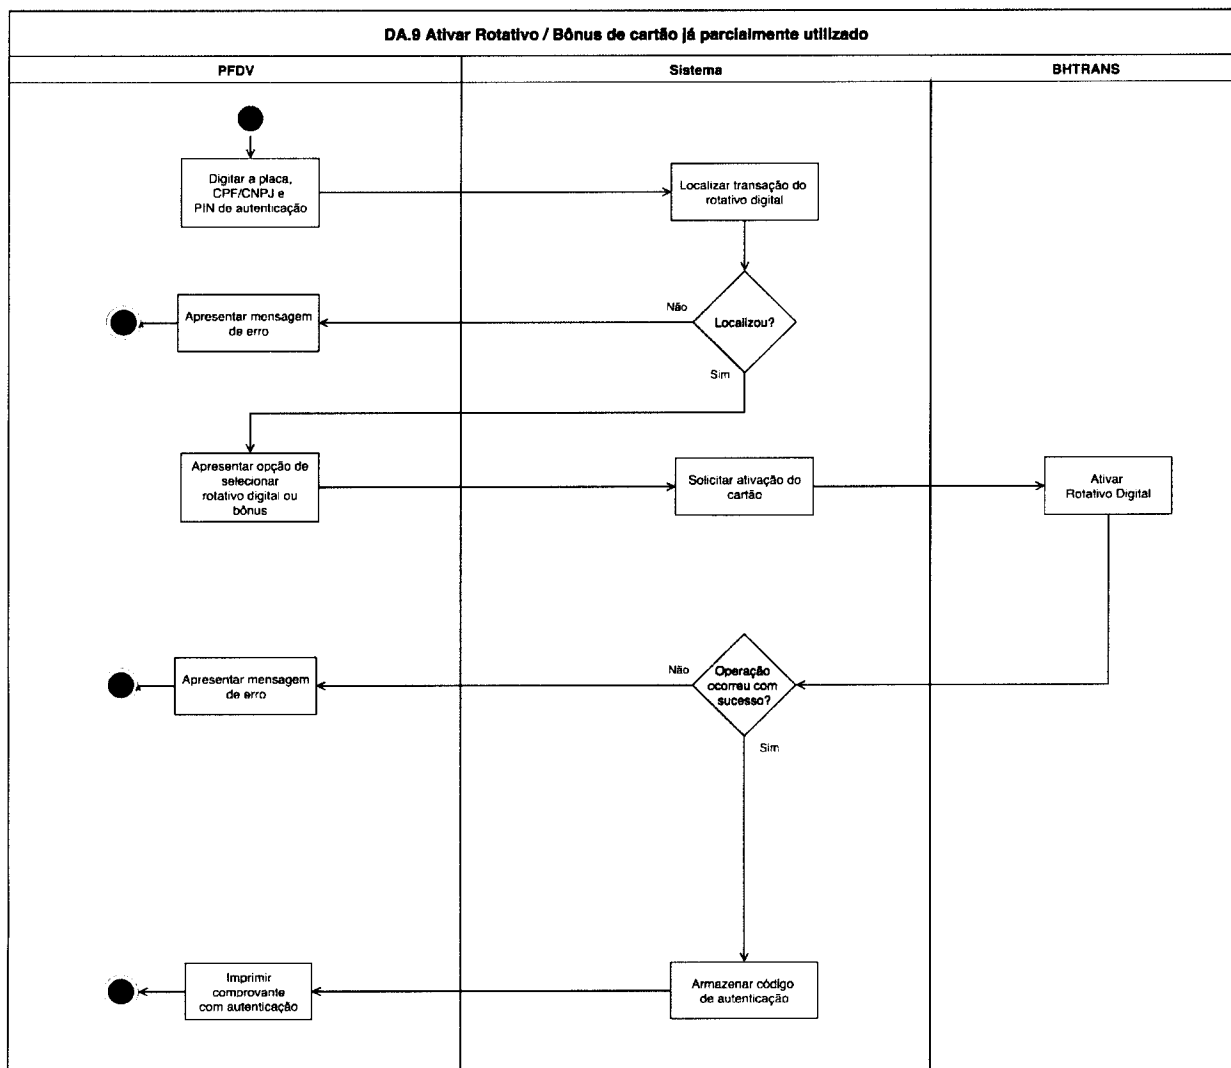 DA.9 Ativar Rotativo / Bônus de cartão já parcialmente utilizado
PFDV
Sistema
BHTRANS
Digitar a placa,
CPF/CNPJ e
PIN de autenticação
Localizar transação do
rotativo digital
Não
Localizou?
Apresentar mensagem
de erro
Sim
Apresentar opção de
selecionar
rotativo digital ou
bônus
Solicitar ativação do
cartão
Ativar
Rotativo Digital
Não
Operação
ocorreu com
sucesso?
Apresentar mensagem
de erro
Sim
Imprimir
comprovante
com autenticação
Armazenar código
de autenticação